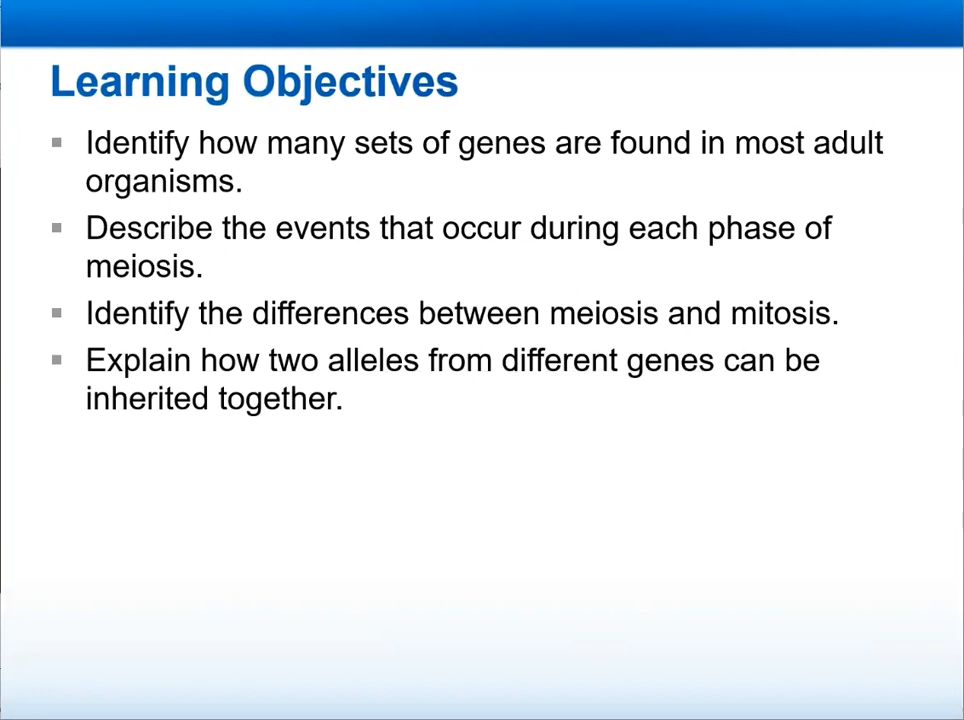 Learning Objectives
Identify how many sets of genes are found in most adult
organisms.
Describe the events that occur during each phase of
meiosis.
Identify the differences between meiosis and mitosis.
Explain how two alleles from different genes can be
inherited together.